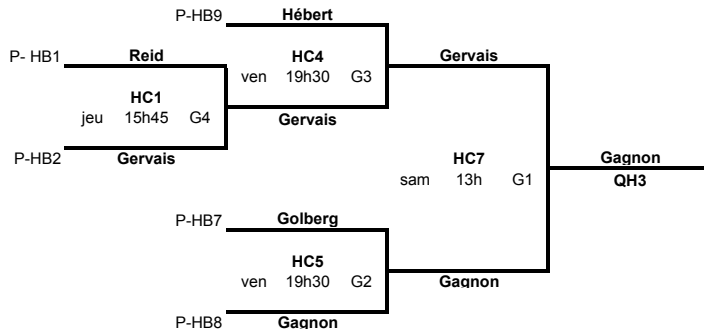 P-HB9 Hébert
P- HB1 Reid
HC4 Gervais
ven 19h30 G3
HC1
jeu 15h45 G4
Gervais
P-HB2 Gervais
HC7 Gagnon
sam 13h G1 QH3
P-HB7 Golberg
HC5
ven 19h30 G2 Gagnon
P-HB8 Gagnon